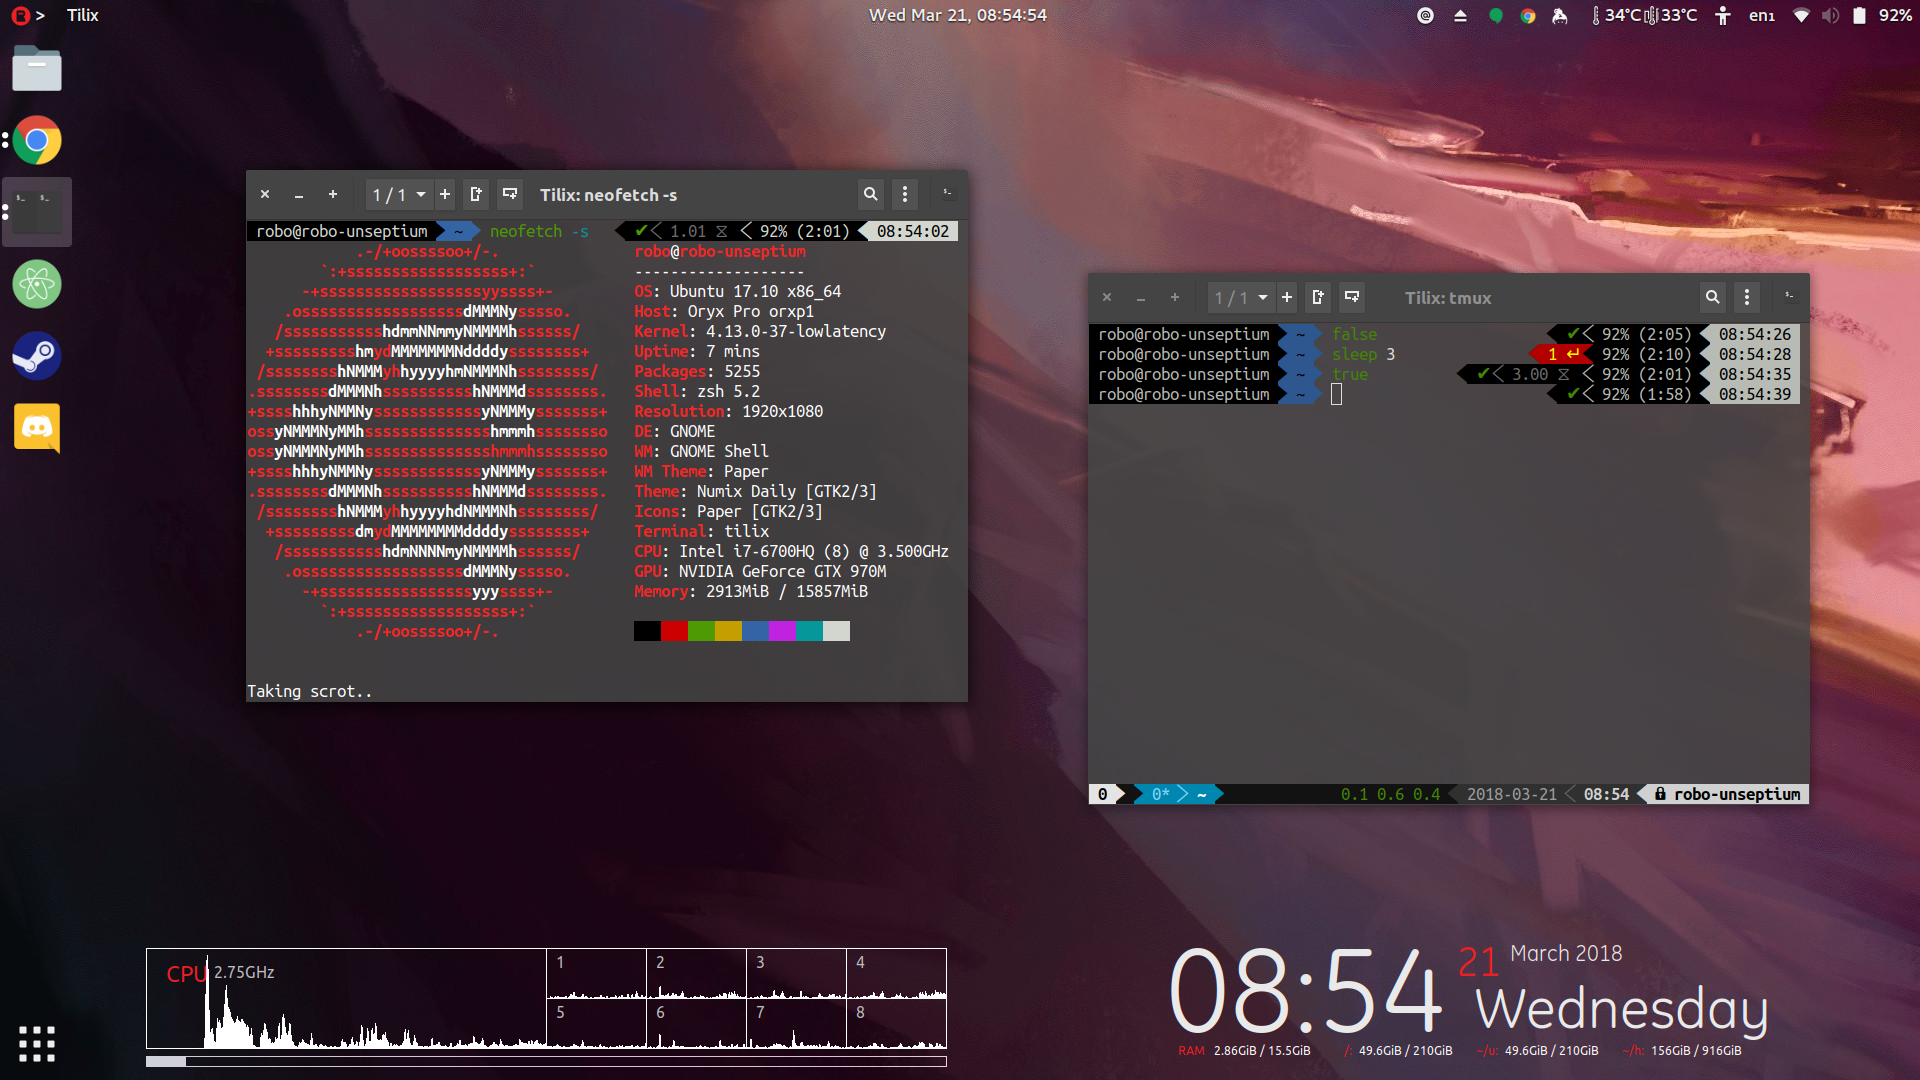 R > Tilix Wed Mar 21, 08:54:54 34°C 33°C en₁ 92%
1 / 1 Tilix: neofetch -s
robo@robo-unseptium ~ neofetch -s ✔ 1.01 ⧖ 92% (2:01) 08:54:02
.-/+oossssoo+/-. robo@robo-unseptium
`:+ssssssssssssssssss+:` -------------------
-+ssssssssssssssssssyyssss+- OS: Ubuntu 17.10 x86_64
.ossssssssssssssssssdMMMNysssso. Host: Oryx Pro orxp1
/ssssssssssshdmmNNmmyNMMMMhssssss/ Kernel: 4.13.0-37-lowlatency
+ssssssssshmydMMMMMMMNddddyssssssss+ Uptime: 7 mins
/sssssssshNMMMyhhyyyyhmNMMMNhssssssss/ Packages: 5255
.ssssssssdMMMNhsssssssssshNMMMdssssssss. Shell: zsh 5.2
+sssshhhyNMMNyssssssssssssyNMMMysssssss+ Resolution: 1920x1080
ossyNMMMNyMMhsssssssssssssshmmmhssssssso DE: GNOME
ossyNMMMNyMMhsssssssssssssshmmmhssssssso WM: GNOME Shell
+sssshhhyNMMNyssssssssssssyNMMMysssssss+ WM Theme: Paper
.ssssssssdMMMNhsssssssssshNMMMdssssssss. Theme: Numix Daily [GTK2/3]
/sssssssshNMMMyhhyyyyhdNMMMNhssssssss/ Icons: Paper [GTK2/3]
+sssssssssdmydMMMMMMMMddddyssssssss+ Terminal: tilix
/ssssssssssshdmNNNNmyNMMMMhssssss/ CPU: Intel i7-6700HQ (8) @ 3.500GHz
.ossssssssssssssssssdMMMNysssso. GPU: NVIDIA GeForce GTX 970M
-+sssssssssssssssssyyyssss+- Memory: 2913MiB / 15857MiB
`:+ssssssssssssssssss+:`
.-/+oossssoo+/-.
Taking scrot..
1 / 1 Tilix: tmux
robo@robo-unseptium ~ false ✔ 92% (2:05) 08:54:26
robo@robo-unseptium ~ sleep 3 1 ↵ 92% (2:10) 08:54:28
robo@robo-unseptium ~ true ✔ 3.00 ⧖ 92% (2:01) 08:54:35
robo@robo-unseptium ~ ✔ 92% (1:58) 08:54:39
0 0* ~ 0.1 0.6 0.4 2018-03-21 08:54 robo-unseptium
CPU 2.75GHz
1 2 3 4
5 6 7 8
08:54 21 March 2018
Wednesday
RAM 2.86GiB / 15.5GiB /: 49.6GiB / 210GiB ~/u: 49.6GiB / 210GiB ~/h: 156GiB / 916GiB